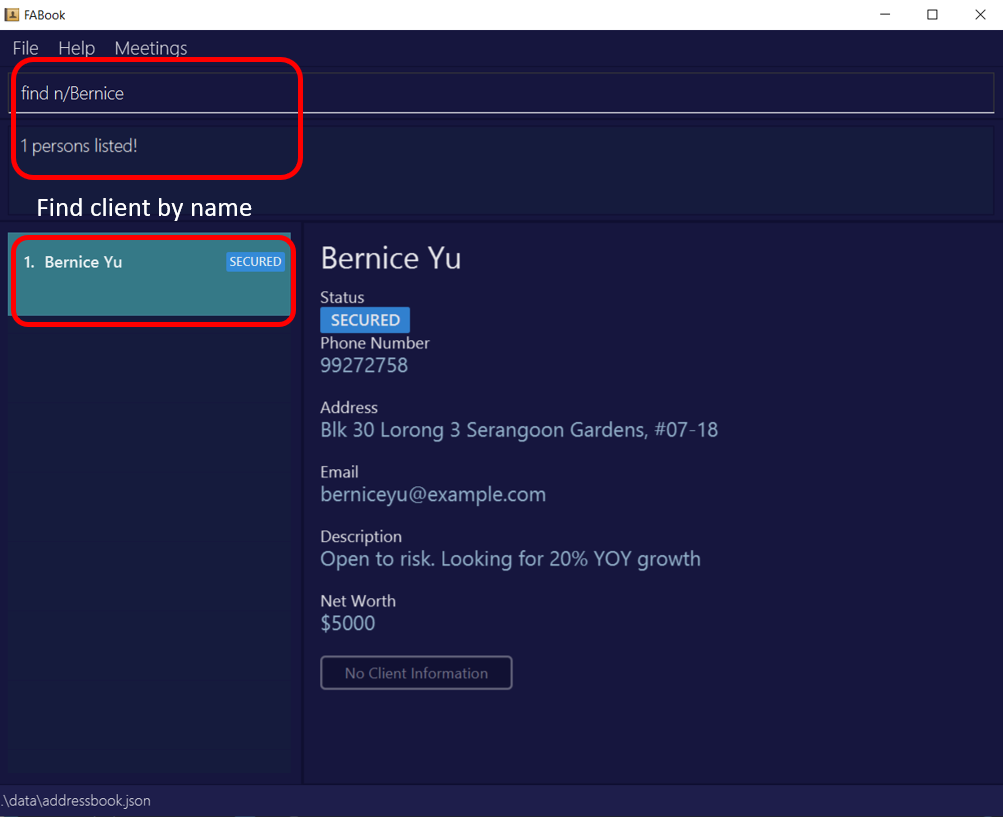 FABook
File Help Meetings
find n/Bernice
1 persons listed!
Find client by name
1. Bernice Yu SECURED
Bernice Yu
Status
SECURED
Phone Number
99272758
Address
Blk 30 Lorong 3 Serangoon Gardens, #07-18
Email
berniceyu@example.com
Description
Open to risk. Looking for 20% YOY growth
Net Worth
$5000
No Client Information
.\data\addressbook.json